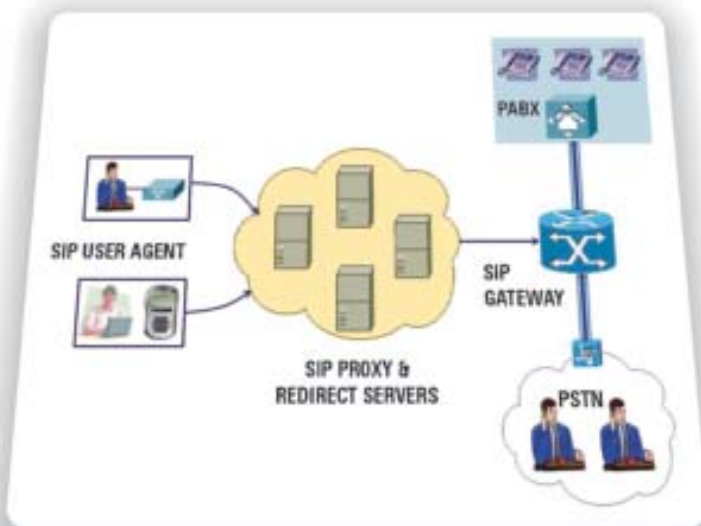 PABX
SIP USER AGENT
SIP
GATEWAY
SIP PROXY &
REDIRECT SERVERS
PSTN